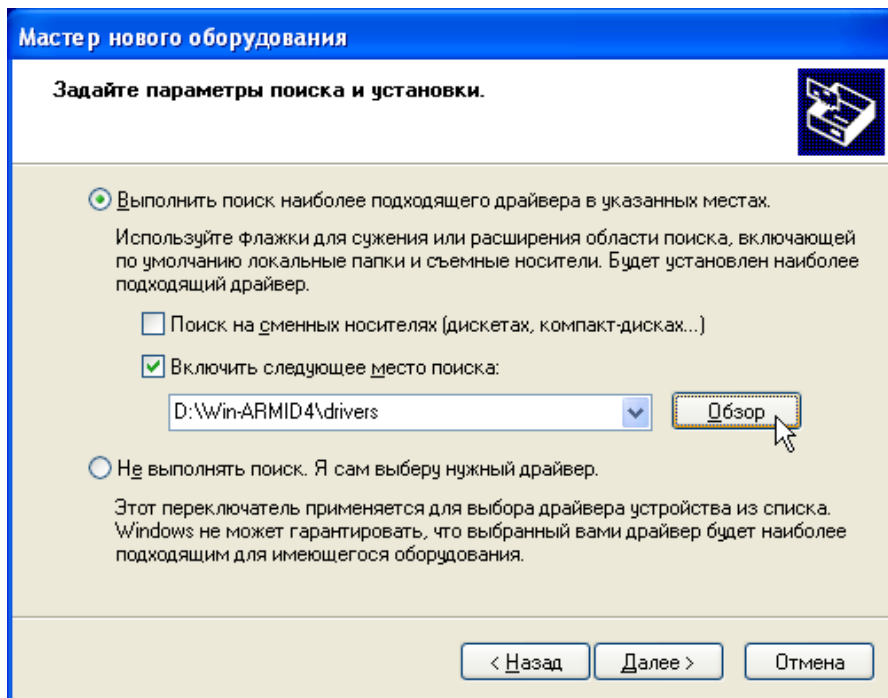 Мастер нового оборудования
Задайте параметры поиска и установки.
Выполнить поиск наиболее подходящего драйвера в указанных местах.
Используйте флажки для сужения или расширения области поиска, включающей
по умолчанию локальные папки и съемные носители. Будет установлен наиболее
подходящий драйвер.
Поиск на сменных носителях (дискетах, компакт-дисках...)
Включить следующее место поиска:
D:\Win-ARMID4\drivers
Обзор
Не выполнять поиск. Я сам выберу нужный драйвер.
Этот переключатель применяется для выбора драйвера устройства из списка.
Windows не может гарантировать, что выбранный вами драйвер будет наиболее
подходящим для имеющегося оборудования.
< Назад Далее > Отмена